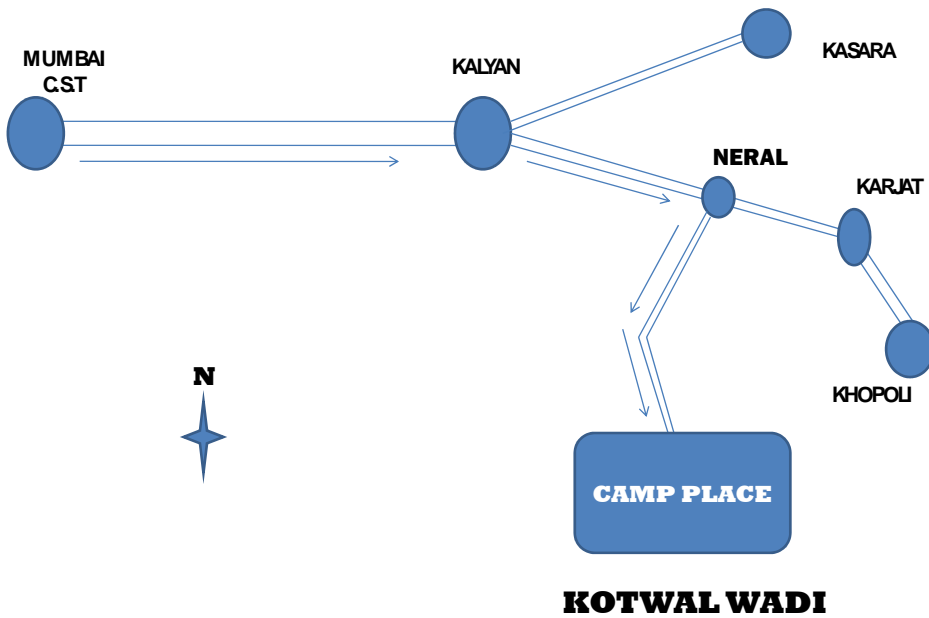 MUMBAI
C.S.T
KALYAN
KASARA
NERAL
KARJAT
KHOPOLI
N
CAMP PLACE
KOTWAL WADI